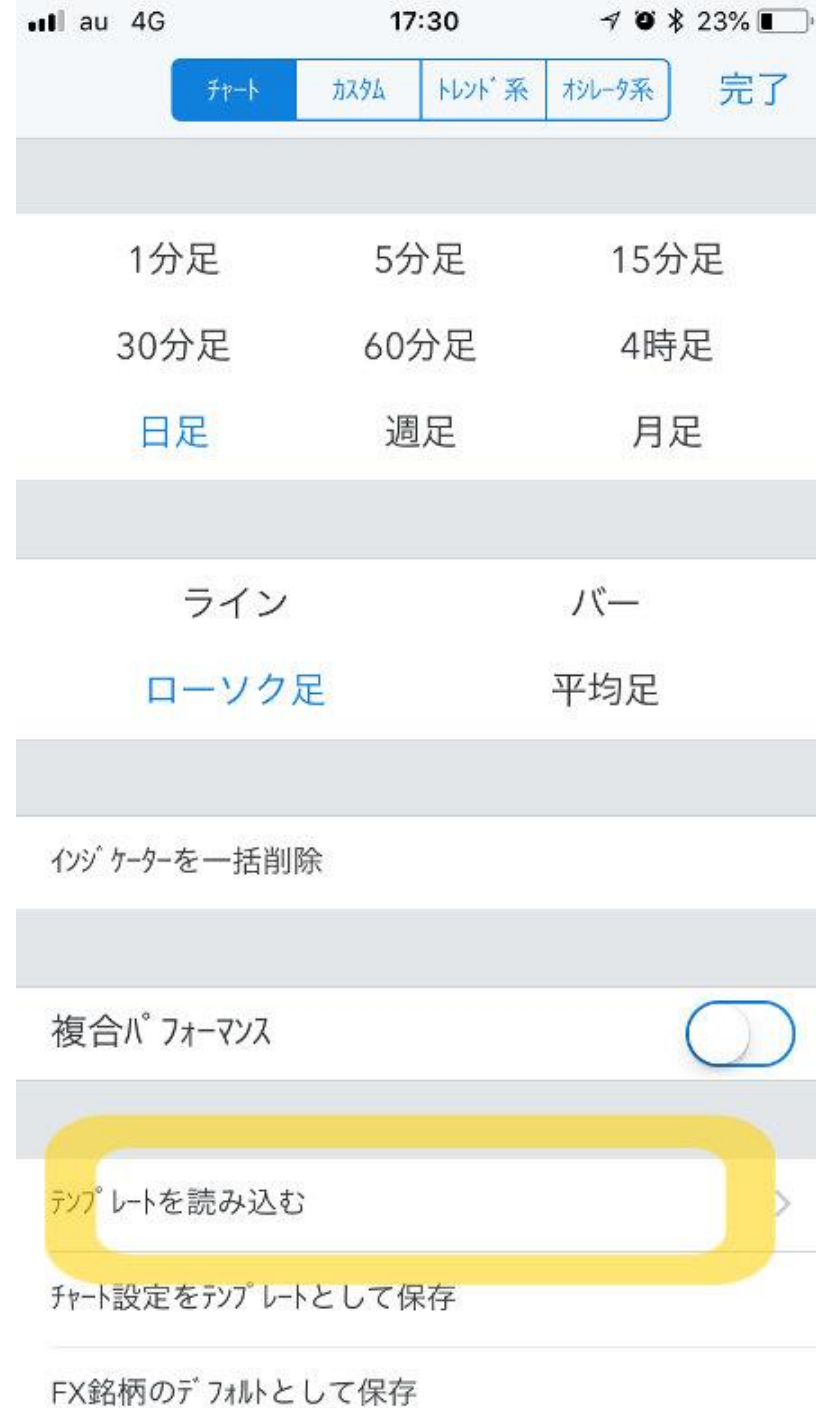 au 4G 17:30 23%
ﾁｬｰﾄ ｶｽﾀﾑ ﾄﾚﾝﾄﾞ系 ｵｼﾚｰﾀ系 完了
1分足 5分足 15分足
30分足 60分足 4時足
日足 週足 月足
ライン バー
ローソク足 平均足
ｲﾝｼﾞｹｰﾀｰを一括削除
複合ﾊﾟﾌｫｰﾏﾝｽ
ﾃﾝﾌﾟﾚｰﾄを読み込む
ﾁｬｰﾄ設定をﾃﾝﾌﾟﾚｰﾄとして保存
FX銘柄のﾃﾞﾌｫﾙﾄとして保存